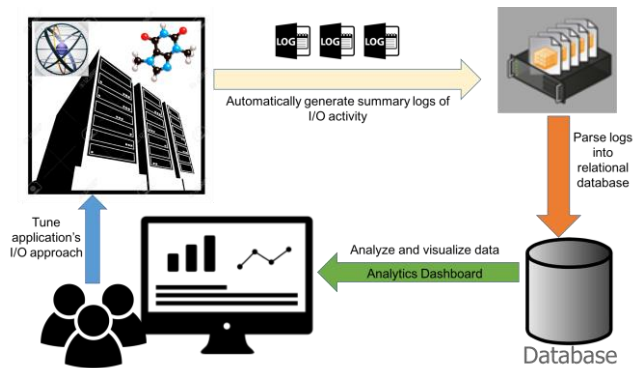 LOG LOG LOG
Automatically generate summary logs of
I/O activity
Parse logs
into
relational
database
Tune
application's
I/O approach
Analyze and visualize data
Analytics Dashboard
Database